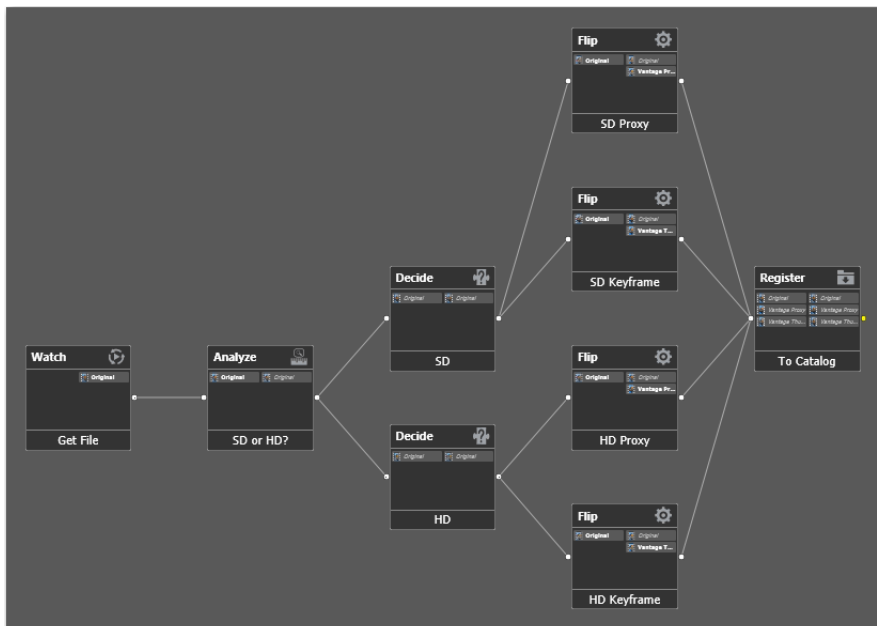 Flip
Original Original
Vantage Pr...
SD Proxy
Flip
Original Original
Vantage T...
SD Keyframe
Decide
Original Original
SD
Register
Original Original
Vantage Proxy Vantage Proxy
Vantage Thu... Vantage Thu...
To Catalog
Watch
Original
Get File
Analyze
Original Original
SD or HD?
Flip
Original Original
Vantage Pr...
HD Proxy
Decide
Original Original
HD
Flip
Original Original
Vantage T...
HD Keyframe